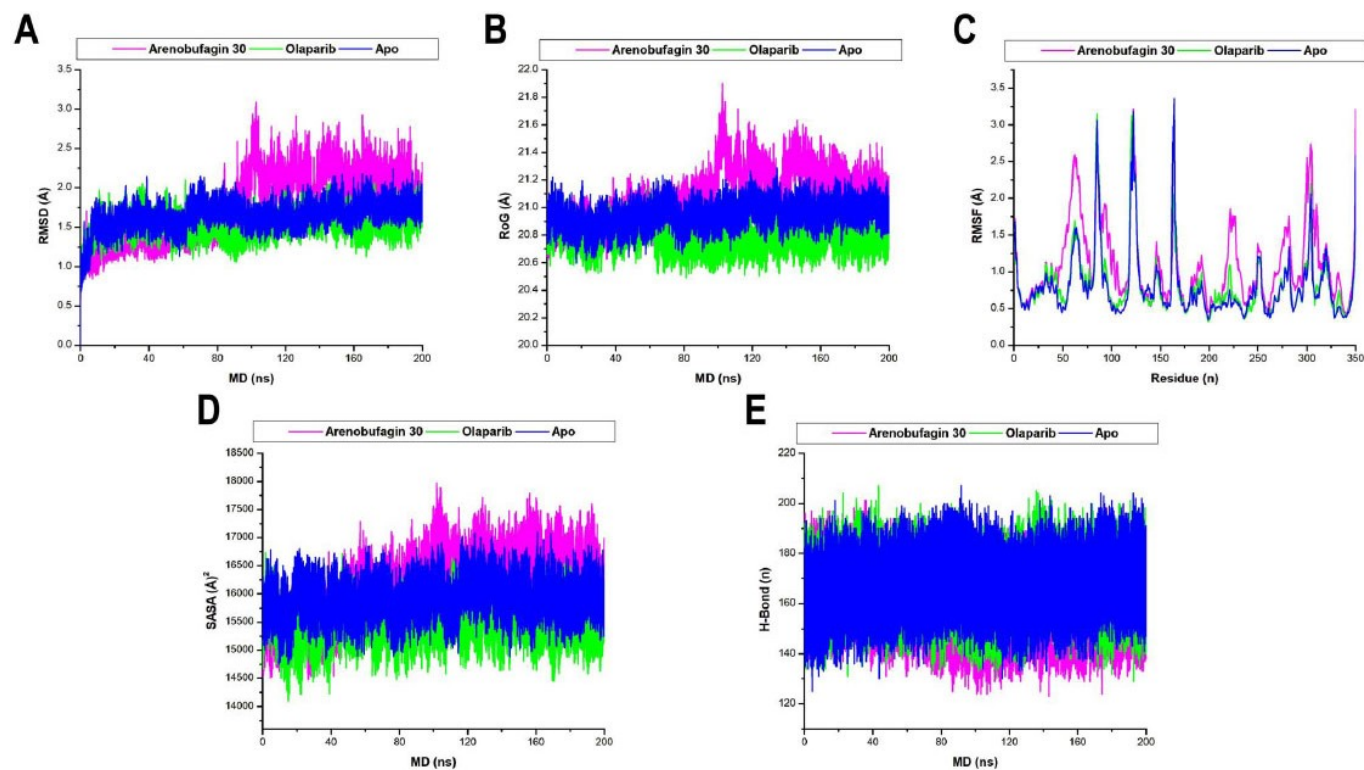 A
Arenobufagin 30 Olaparib Apo
3.5
3.0
2.5
2.0
1.5
1.0
0.5
0.0
RMSD (Å)
0 40 80 120 160 200
MD (ns)
B
Arenobufagin 30 Olaparib Apo
22.0
21.8
21.6
21.4
21.2
21.0
20.8
20.6
20.4
20.2
20.0
RoG (Å)
0 40 80 120 160 200
MD (ns)
C
Arenobufagin 30 Olaparib Apo
3.5
3.0
2.5
2.0
1.5
1.0
0.5
0.0
RMSF (Å)
0 50 100 150 200 250 300 350
Residue (n)
D
Arenobufagin 30 Olaparib Apo
18500
18000
17500
17000
16500
16000
15500
15000
14500
14000
SASA (Å)²
0 40 80 120 160 200
MD (ns)
E
Arenobufagin 30 Olaparib Apo
220
200
180
160
140
120
H-Bond (n)
0 40 80 120 160 200
MD (ns)